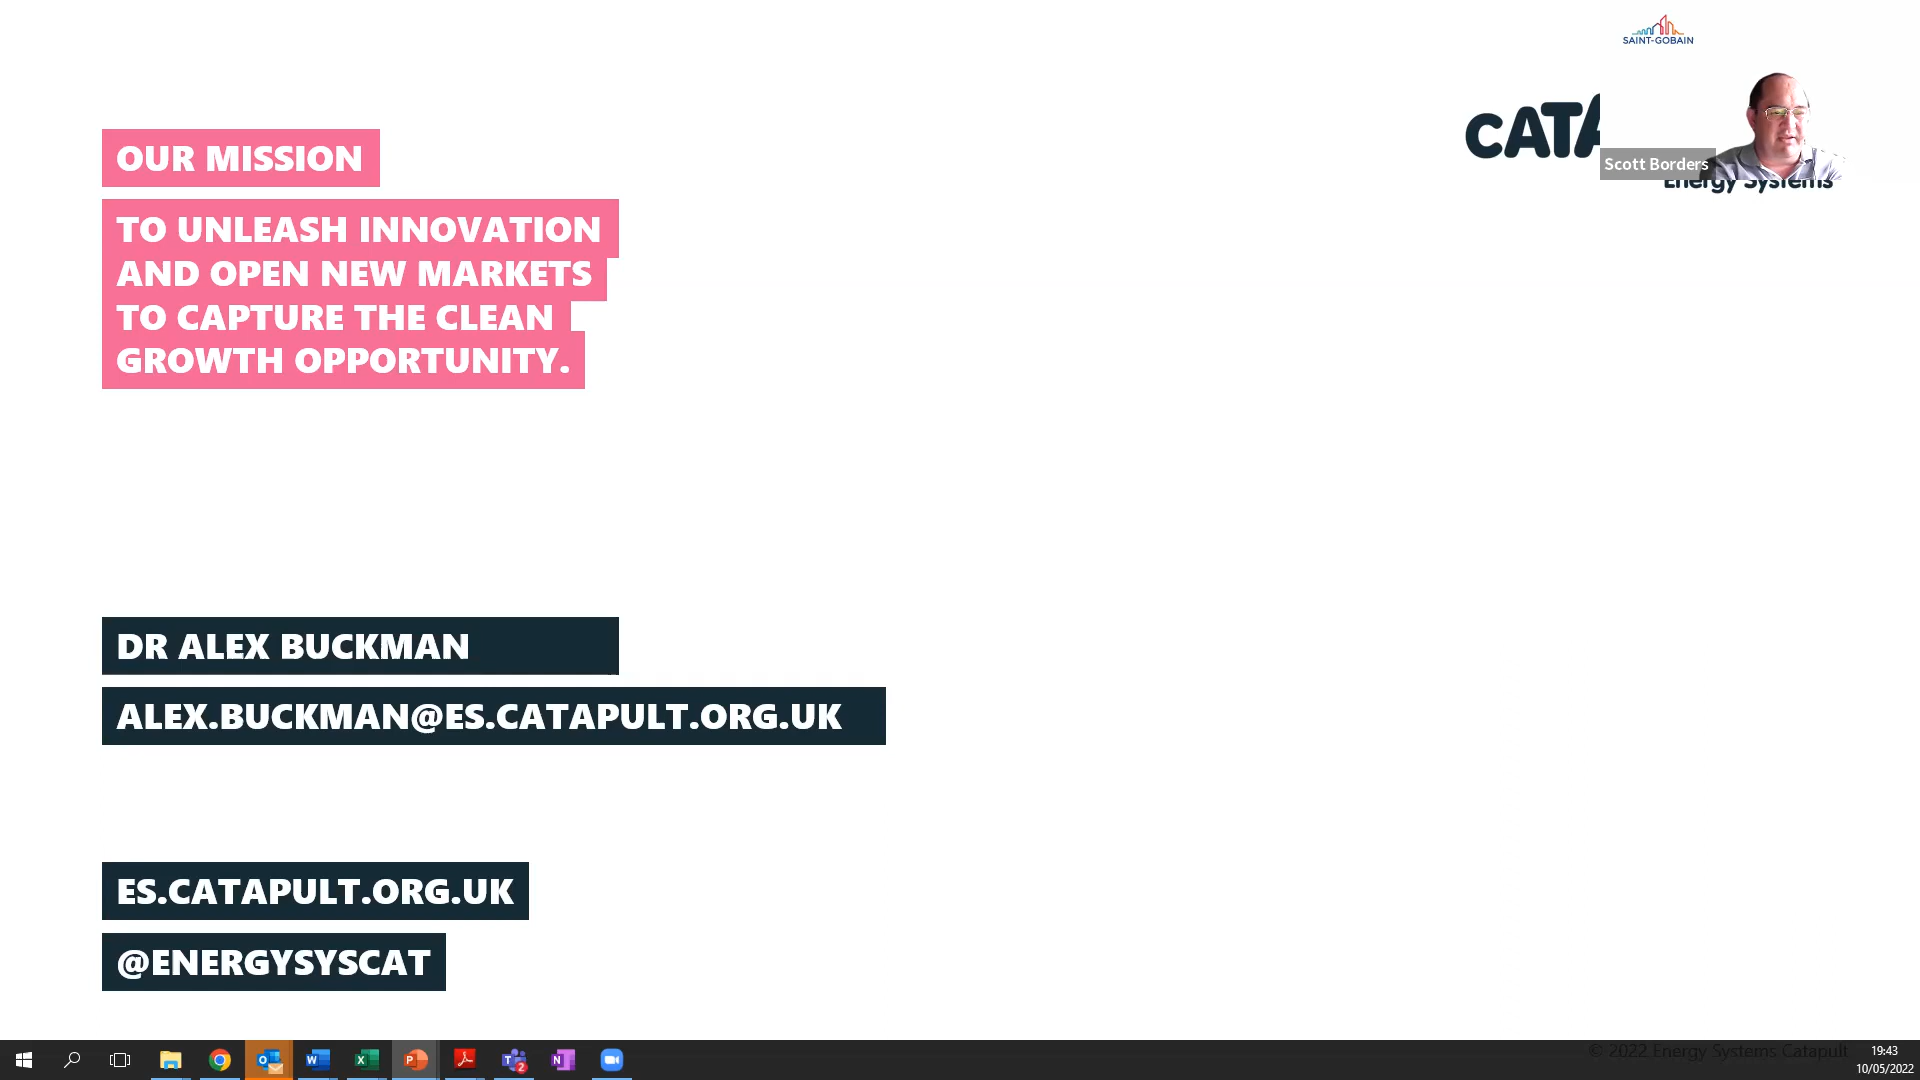 SAINT-GOBAIN
CATA
Scott Borders
Energy Systems
OUR MISSION
TO UNLEASH INNOVATION
AND OPEN NEW MARKETS
TO CAPTURE THE CLEAN
GROWTH OPPORTUNITY.
DR ALEX BUCKMAN
ALEX.BUCKMAN@ES.CATAPULT.ORG.UK
ES.CATAPULT.ORG.UK
@ENERGYSYSCAT
© 2022 Energy Systems Catapult
19:43
10/05/2022